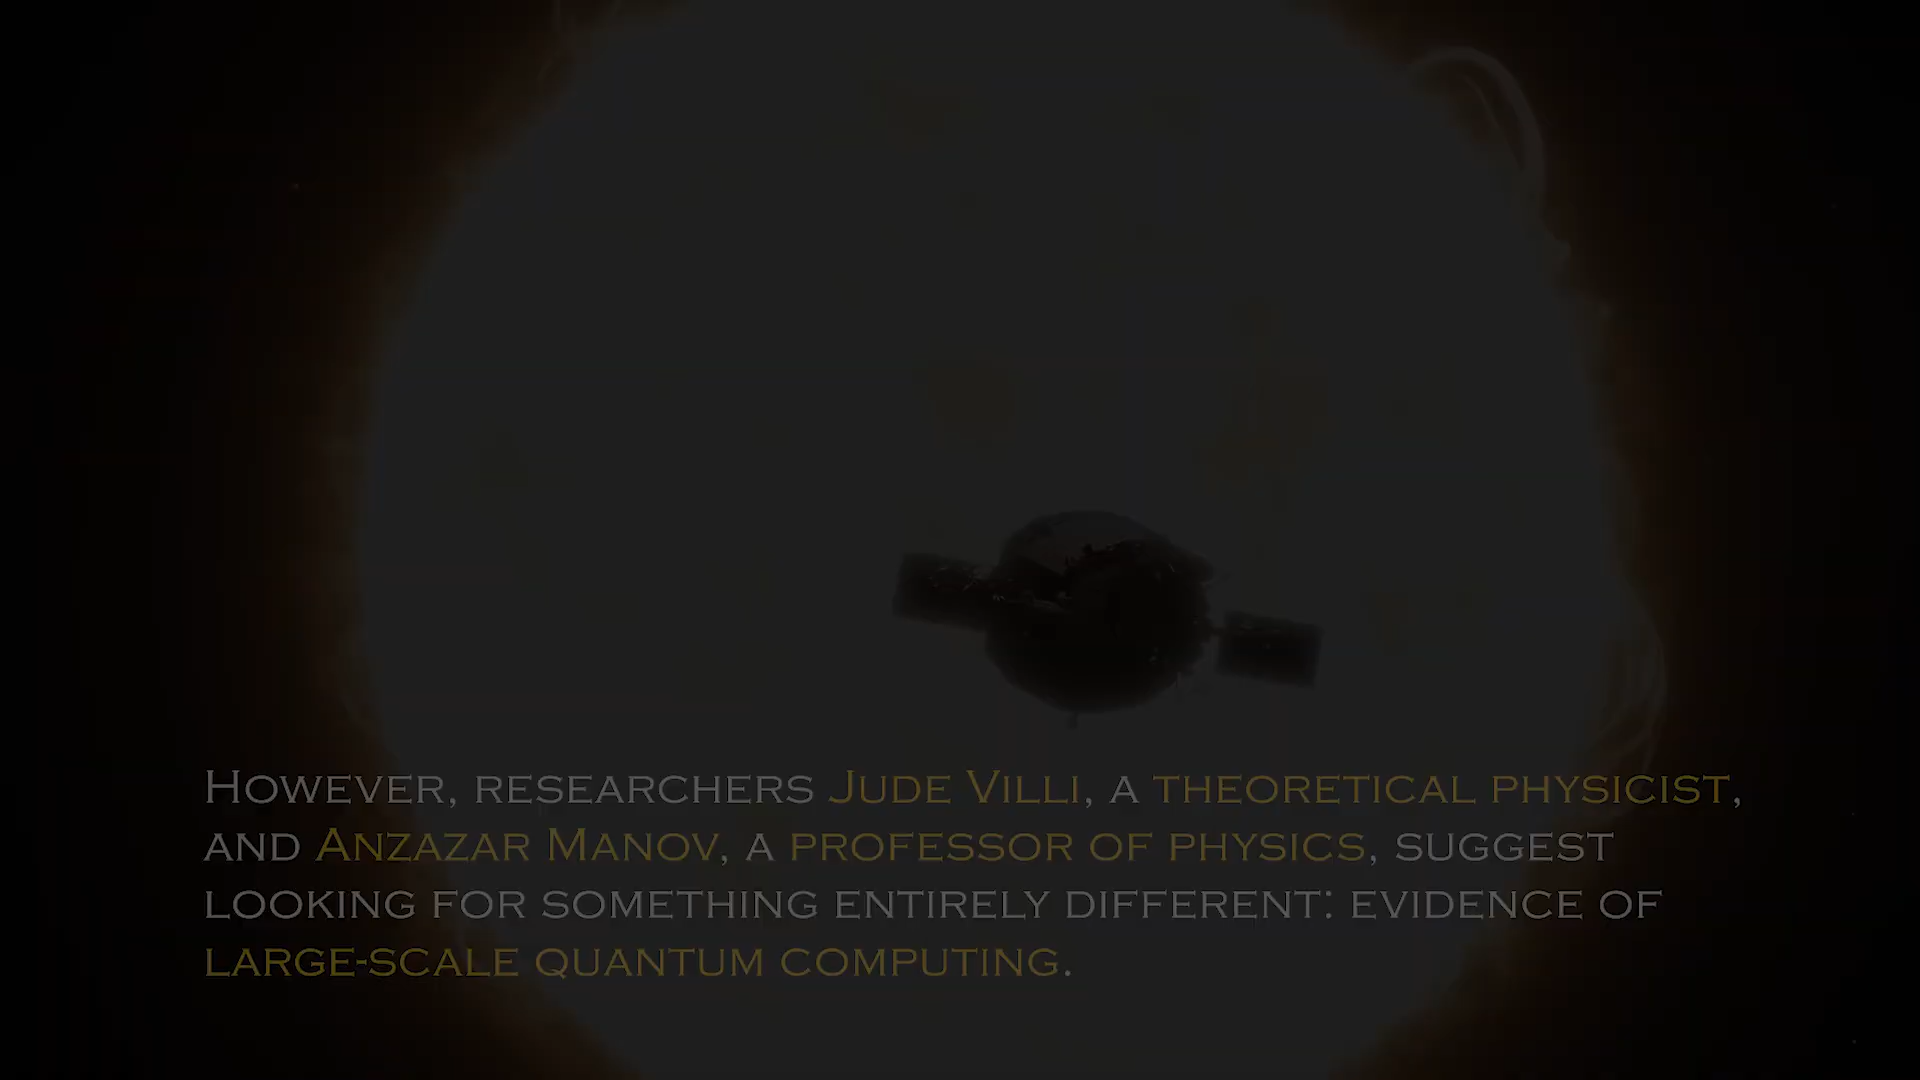 However, researchers Jude Villi, a theoretical physicist,
and Anzazar Manov, a professor of physics, suggest
looking for something entirely different: evidence of
large-scale quantum computing.